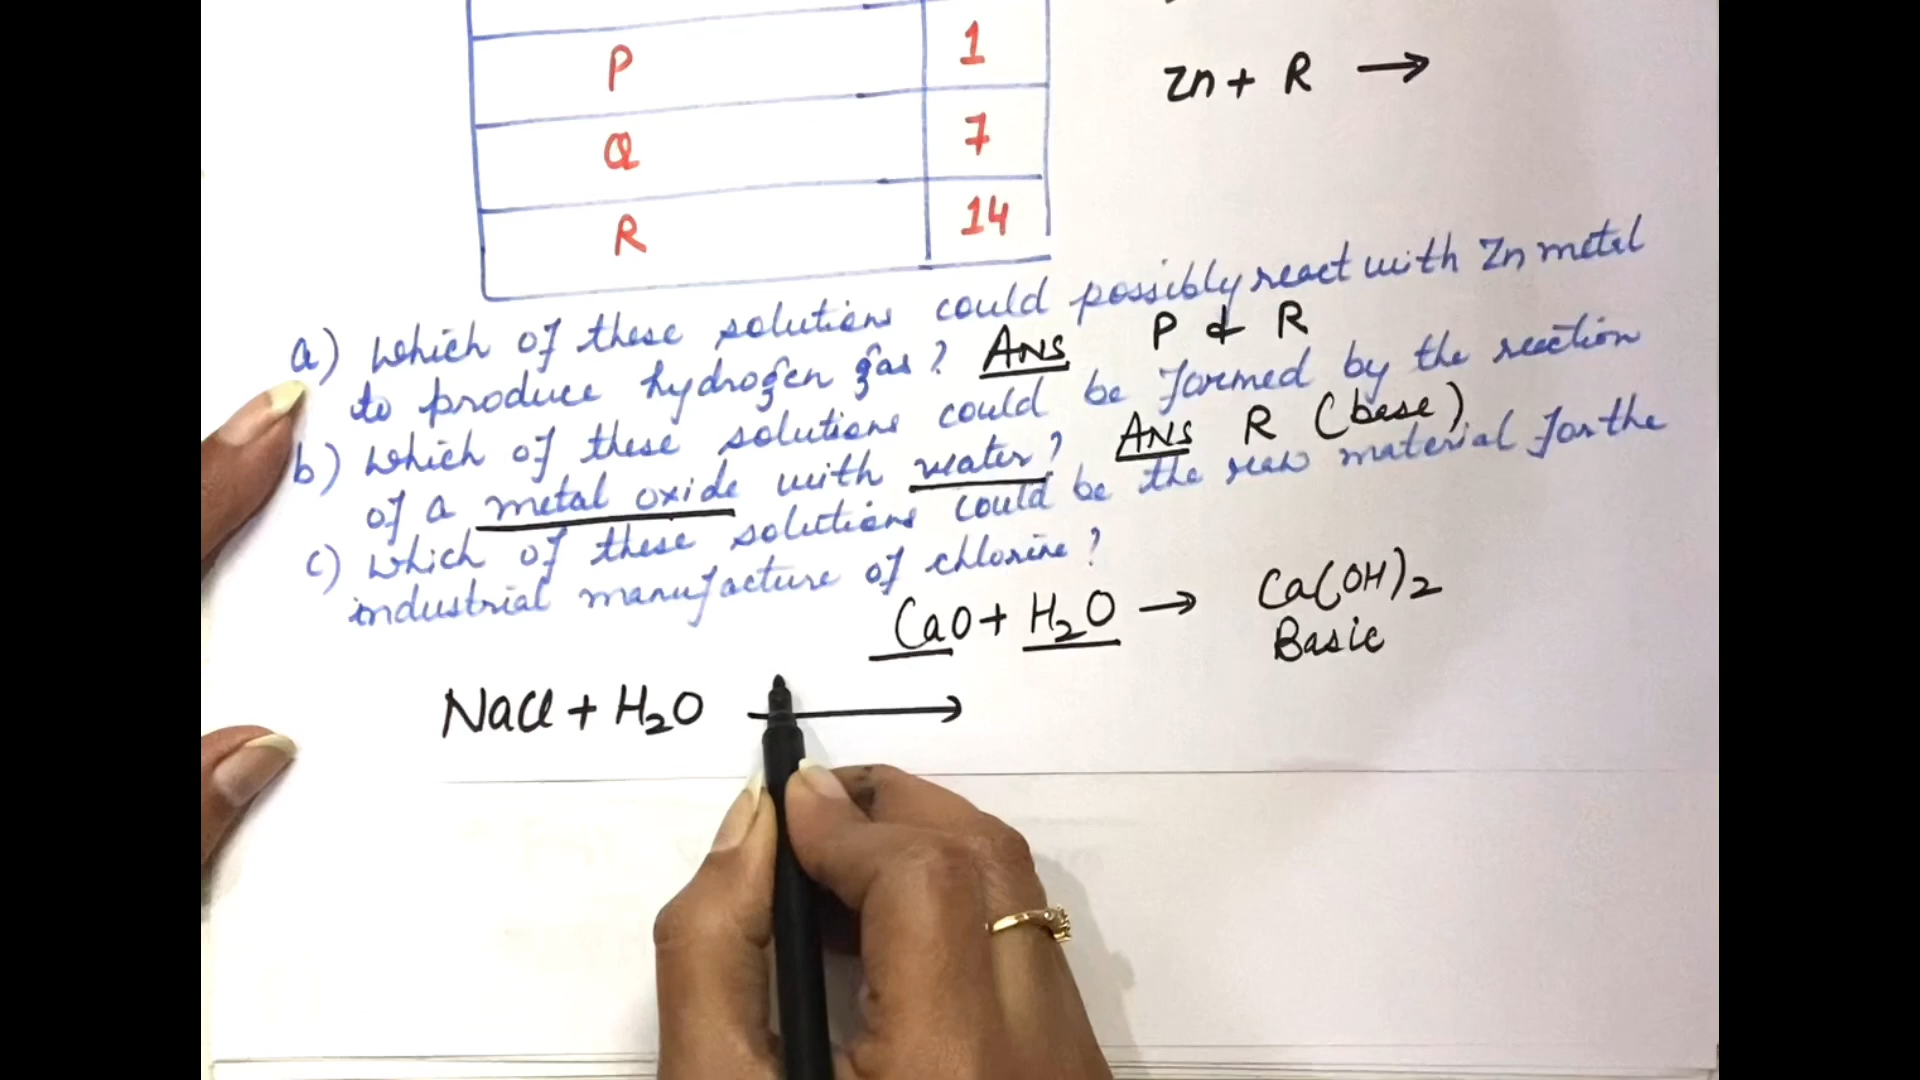 P 1
Zn + R →
Q 7
R 14
a) Which of these solutions could possibly react with Zn metal
to produce hydrogen gas? Ans P & R
b) Which of these solutions could be formed by the reaction
of a metal oxide with water? Ans R (base)
c) Which of these solutions could be the raw material for the
industrial manufacture of chlorine?
CaO + H₂O → Ca(OH)₂
Basic
NaCl + H₂O →